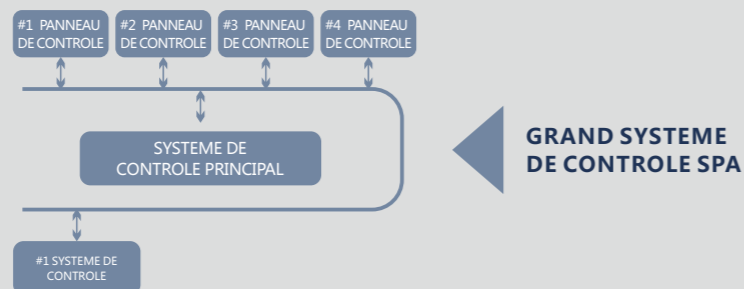 #1 PANNEAU
DE CONTROLE
#2 PANNEAU
DE CONTROLE
#3 PANNEAU
DE CONTROLE
#4 PANNEAU
DE CONTROLE
SYSTEME DE
CONTROLE PRINCIPAL
GRAND SYSTEME
DE CONTROLE SPA
#1 SYSTEME DE
CONTROLE